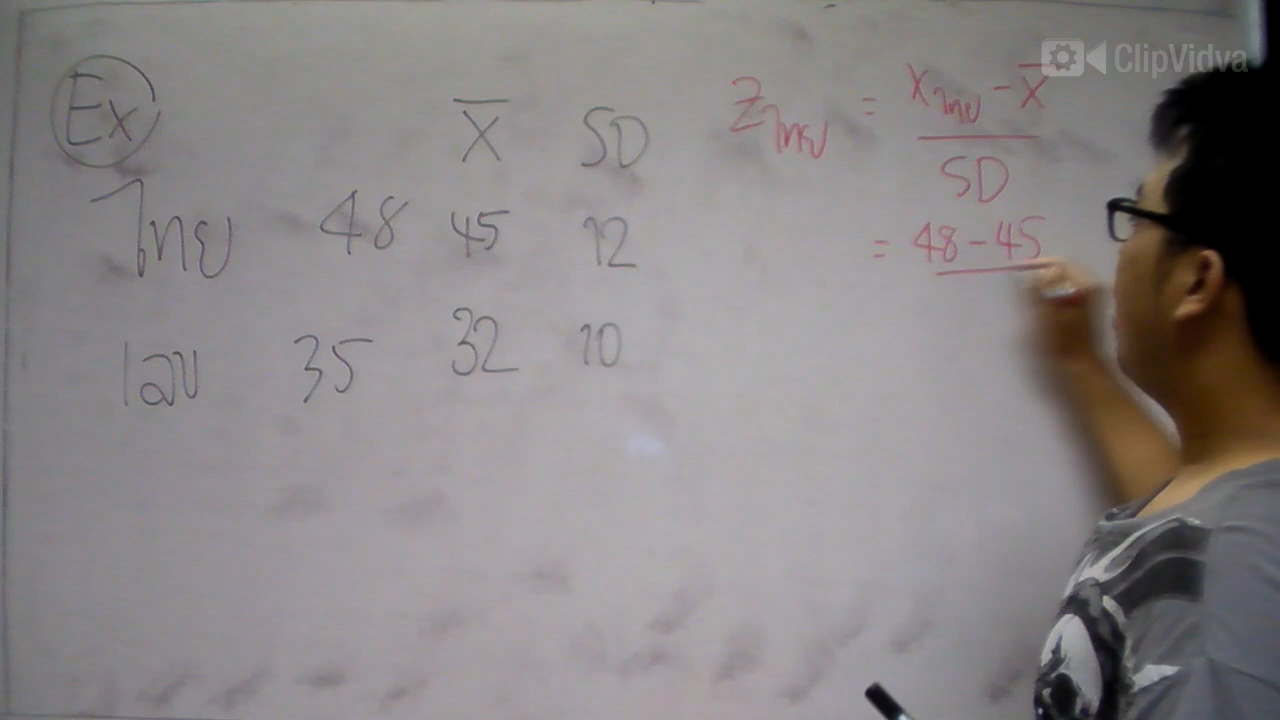 Ex
X̅ SD
ไทย 48 45 12
เลข 35 32 10
Zไทย = Xไทย - X̅
SD
= 48 - 45
ClipVidva